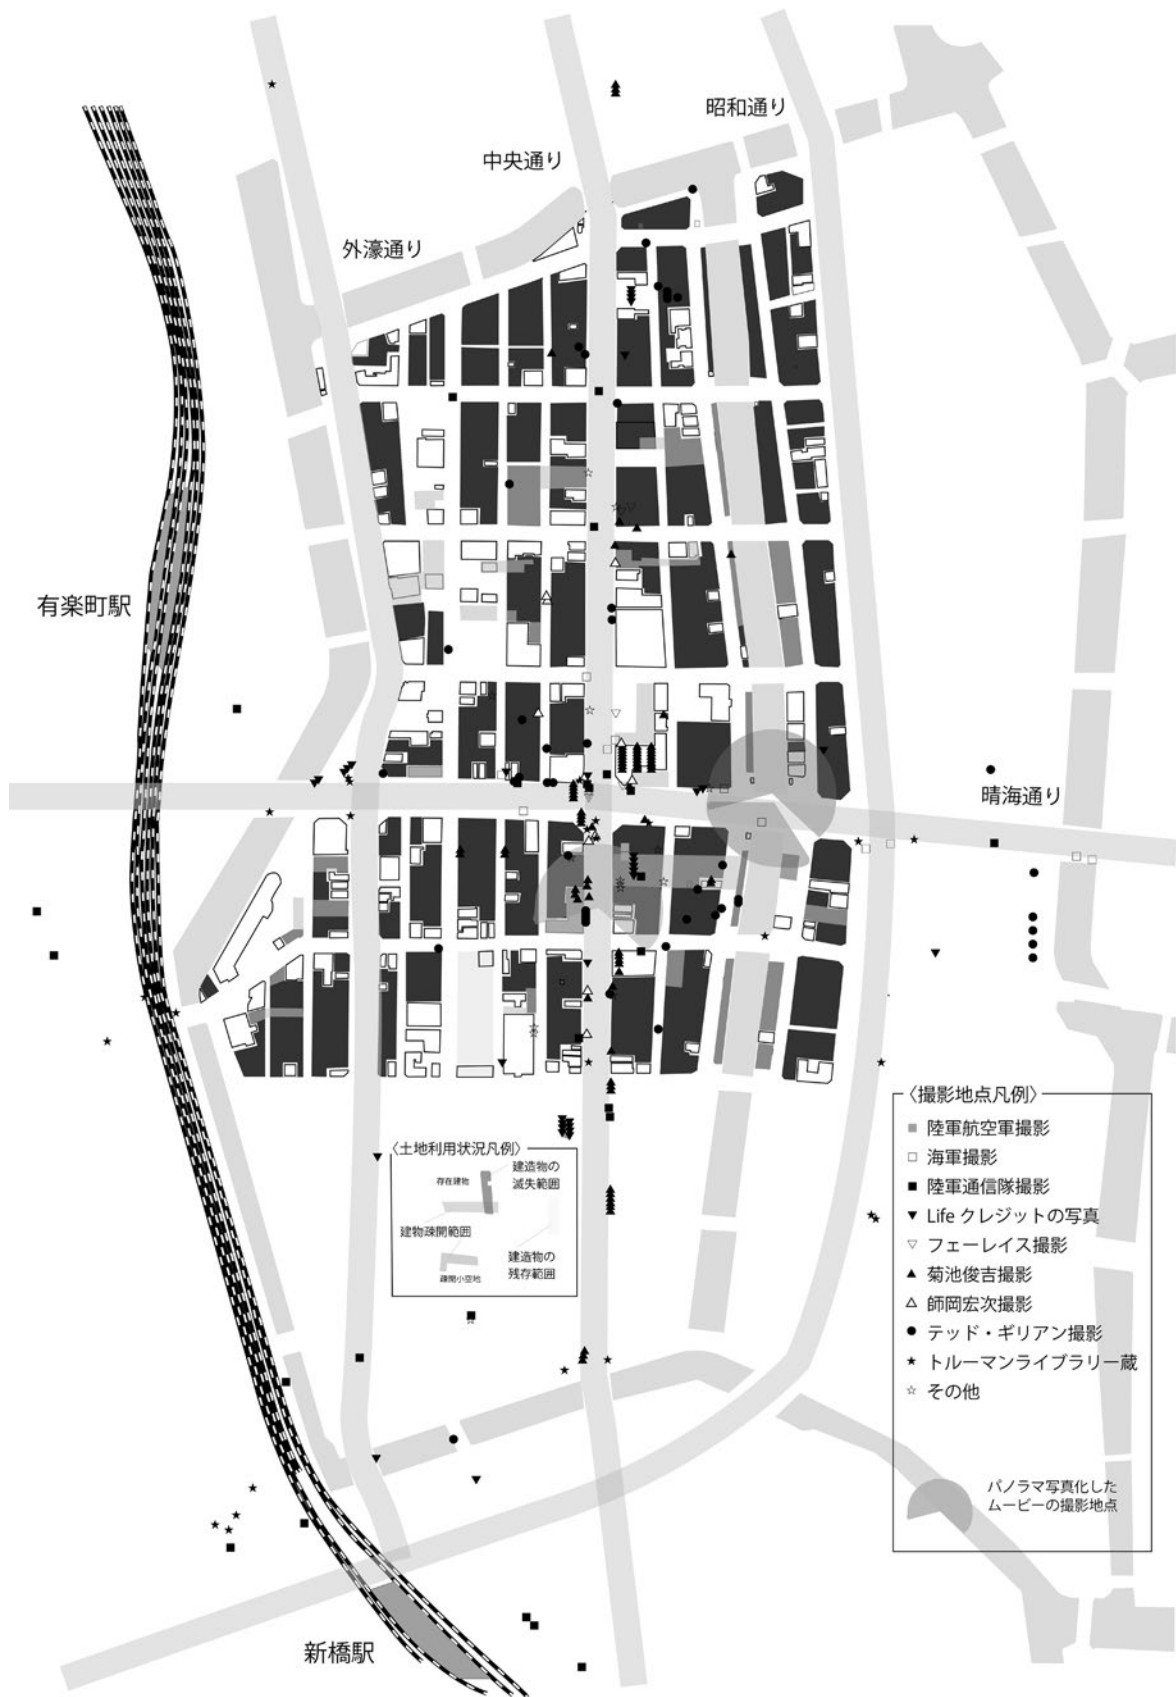 昭和通り
中央通り
外濠通り
有楽町駅
晴海通り
〈撮影地点凡例〉
陸軍航空軍撮影
海軍撮影
陸軍通信隊撮影
Life クレジットの写真
フェーレイス撮影
菊池俊吉撮影
師岡宏次撮影
テッド・ギリアン撮影
トルーマンライブラリー蔵
その他
パノラマ写真化した
ムービーの撮影地点
〈土地利用状況凡例〉
存在建物
建造物の
滅失範囲
建物疎開範囲
建造物の
残存範囲
疎開小空地
新橋駅